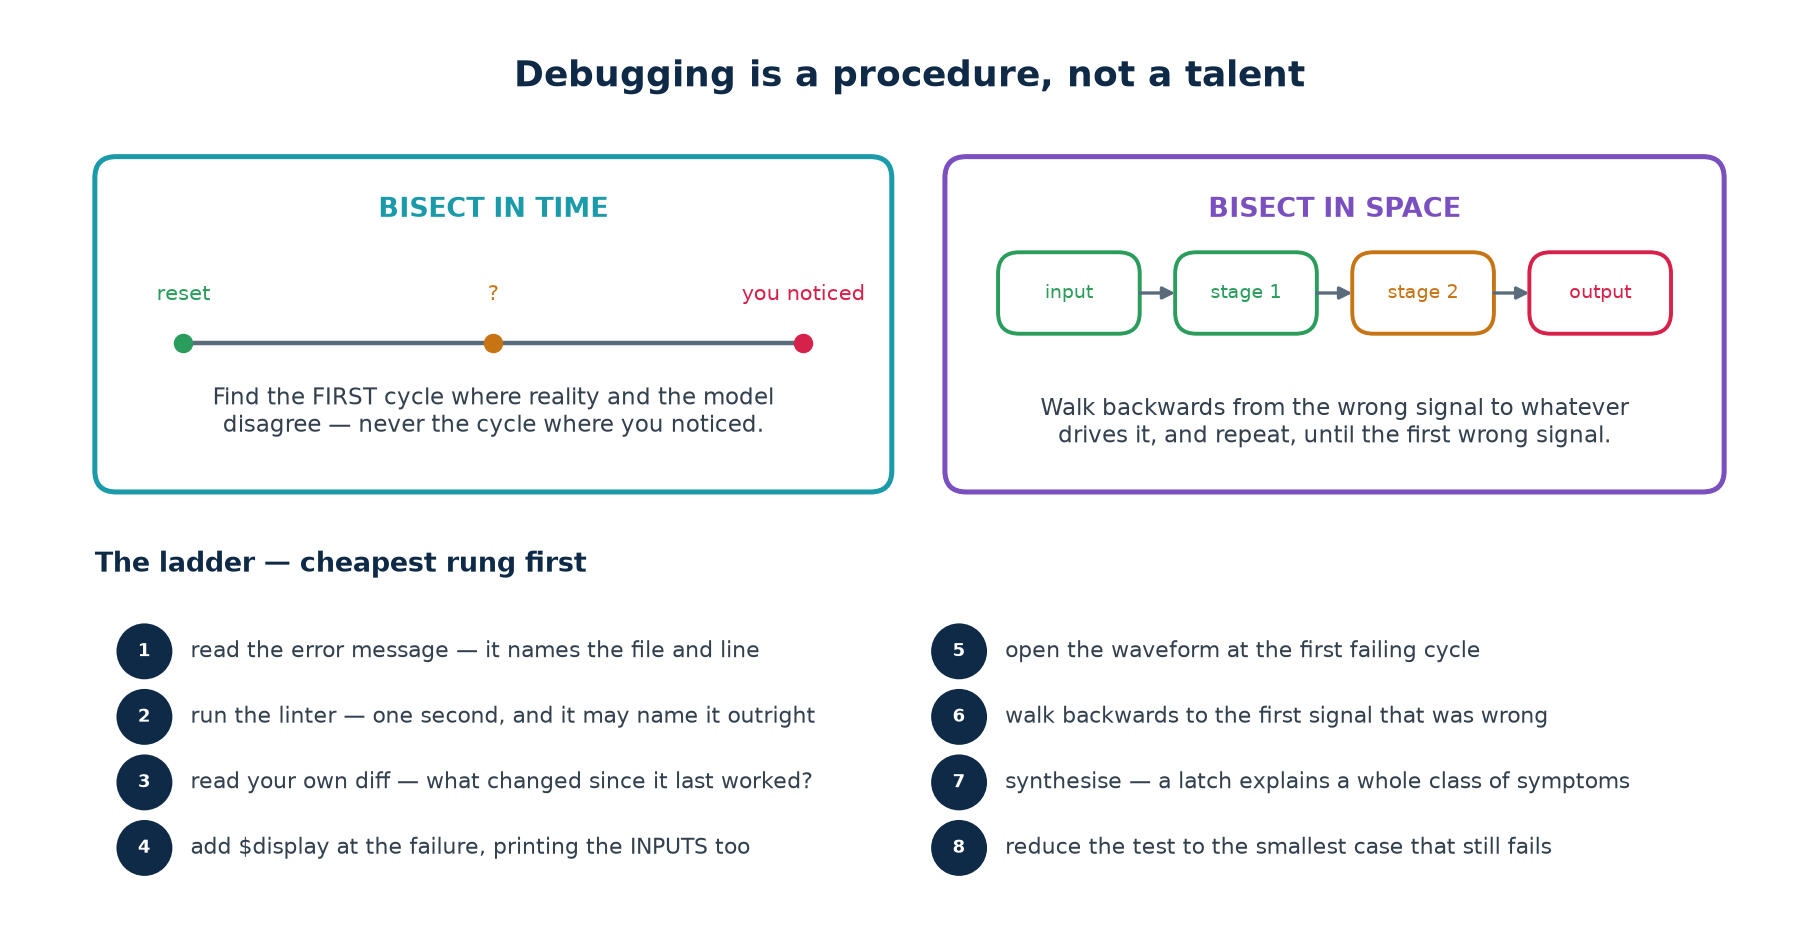 Debugging is a procedure, not a talent
BISECT IN TIME
reset
?
you noticed
Find the FIRST cycle where reality and the model
disagree — never the cycle where you noticed.
BISECT IN SPACE
input
stage 1
stage 2
output
Walk backwards from the wrong signal to whatever
drives it, and repeat, until the first wrong signal.
The ladder — cheapest rung first
1 read the error message — it names the file and line
2 run the linter — one second, and it may name it outright
3 read your own diff — what changed since it last worked?
4 add $display at the failure, printing the INPUTS too
5 open the waveform at the first failing cycle
6 walk backwards to the first signal that was wrong
7 synthesise — a latch explains a whole class of symptoms
8 reduce the test to the smallest case that still fails